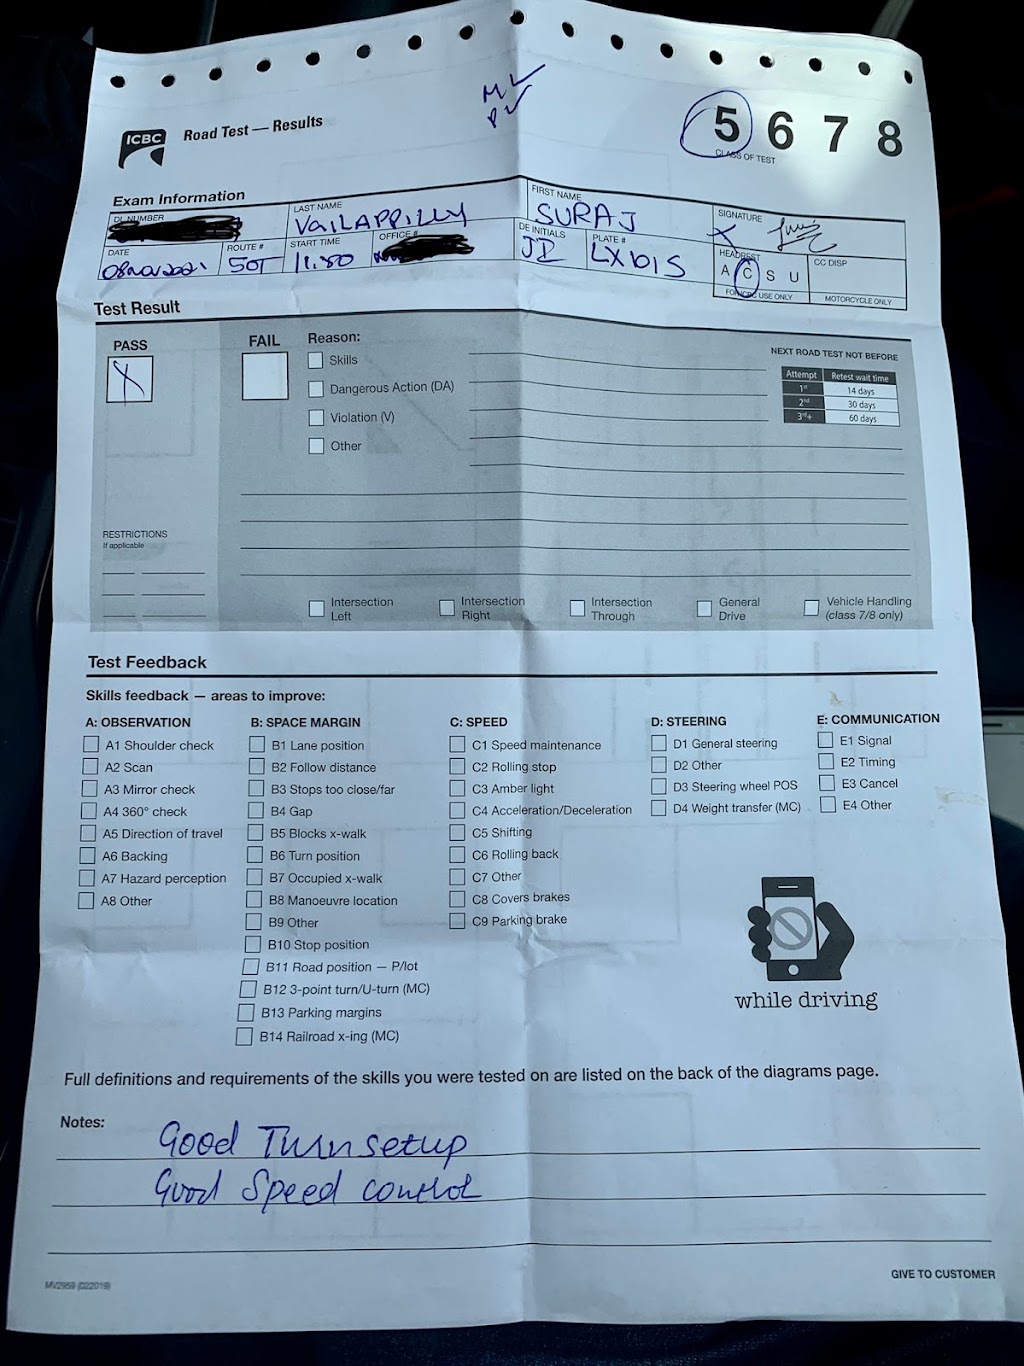 M✓
P✓
ICBC
Road Test — Results
5 6 7 8
CLASS OF TEST
Exam Information
DL NUMBER
LAST NAME
VAILAPPILLY
FIRST NAME
SURAJ
SIGNATURE
X
DATE
ROUTE #
50T
START TIME
OFFICE #
DE INITIALS
PLATE #
HEADREST
A C S U
FOR ICBC USE ONLY
CC DISP
MOTORCYCLE ONLY
Test Result
PASS
X
FAIL
Reason:
Skills
Dangerous Action (DA)
Violation (V)
Other
NEXT ROAD TEST NOT BEFORE
Attempt Retest wait time
1st 14 days
2nd 30 days
3rd+ 60 days
RESTRICTIONS
If applicable
Intersection Left
Intersection Right
Intersection Through
General Drive
Vehicle Handling (class 7/8 only)
Test Feedback
Skills feedback — areas to improve:
A: OBSERVATION
A1 Shoulder check
A2 Scan
A3 Mirror check
A4 360° check
A5 Direction of travel
A6 Backing
A7 Hazard perception
A8 Other
B: SPACE MARGIN
B1 Lane position
B2 Follow distance
B3 Stops too close/far
B4 Gap
B5 Blocks x-walk
B6 Turn position
B7 Occupied x-walk
B8 Manoeuvre location
B9 Other
B10 Stop position
B11 Road position — P/lot
B12 3-point turn/U-turn (MC)
B13 Parking margins
B14 Railroad x-ing (MC)
C: SPEED
C1 Speed maintenance
C2 Rolling stop
C3 Amber light
C4 Acceleration/Deceleration
C5 Shifting
C6 Rolling back
C7 Other
C8 Covers brakes
C9 Parking brake
D: STEERING
D1 General steering
D2 Other
D3 Steering wheel POS
D4 Weight transfer (MC)
E: COMMUNICATION
E1 Signal
E2 Timing
E3 Cancel
E4 Other
while driving
Full definitions and requirements of the skills you were tested on are listed on the back of the diagrams page.
Notes:
Good Turn setup
Good Speed control
MV2959 (022019)
GIVE TO CUSTOMER